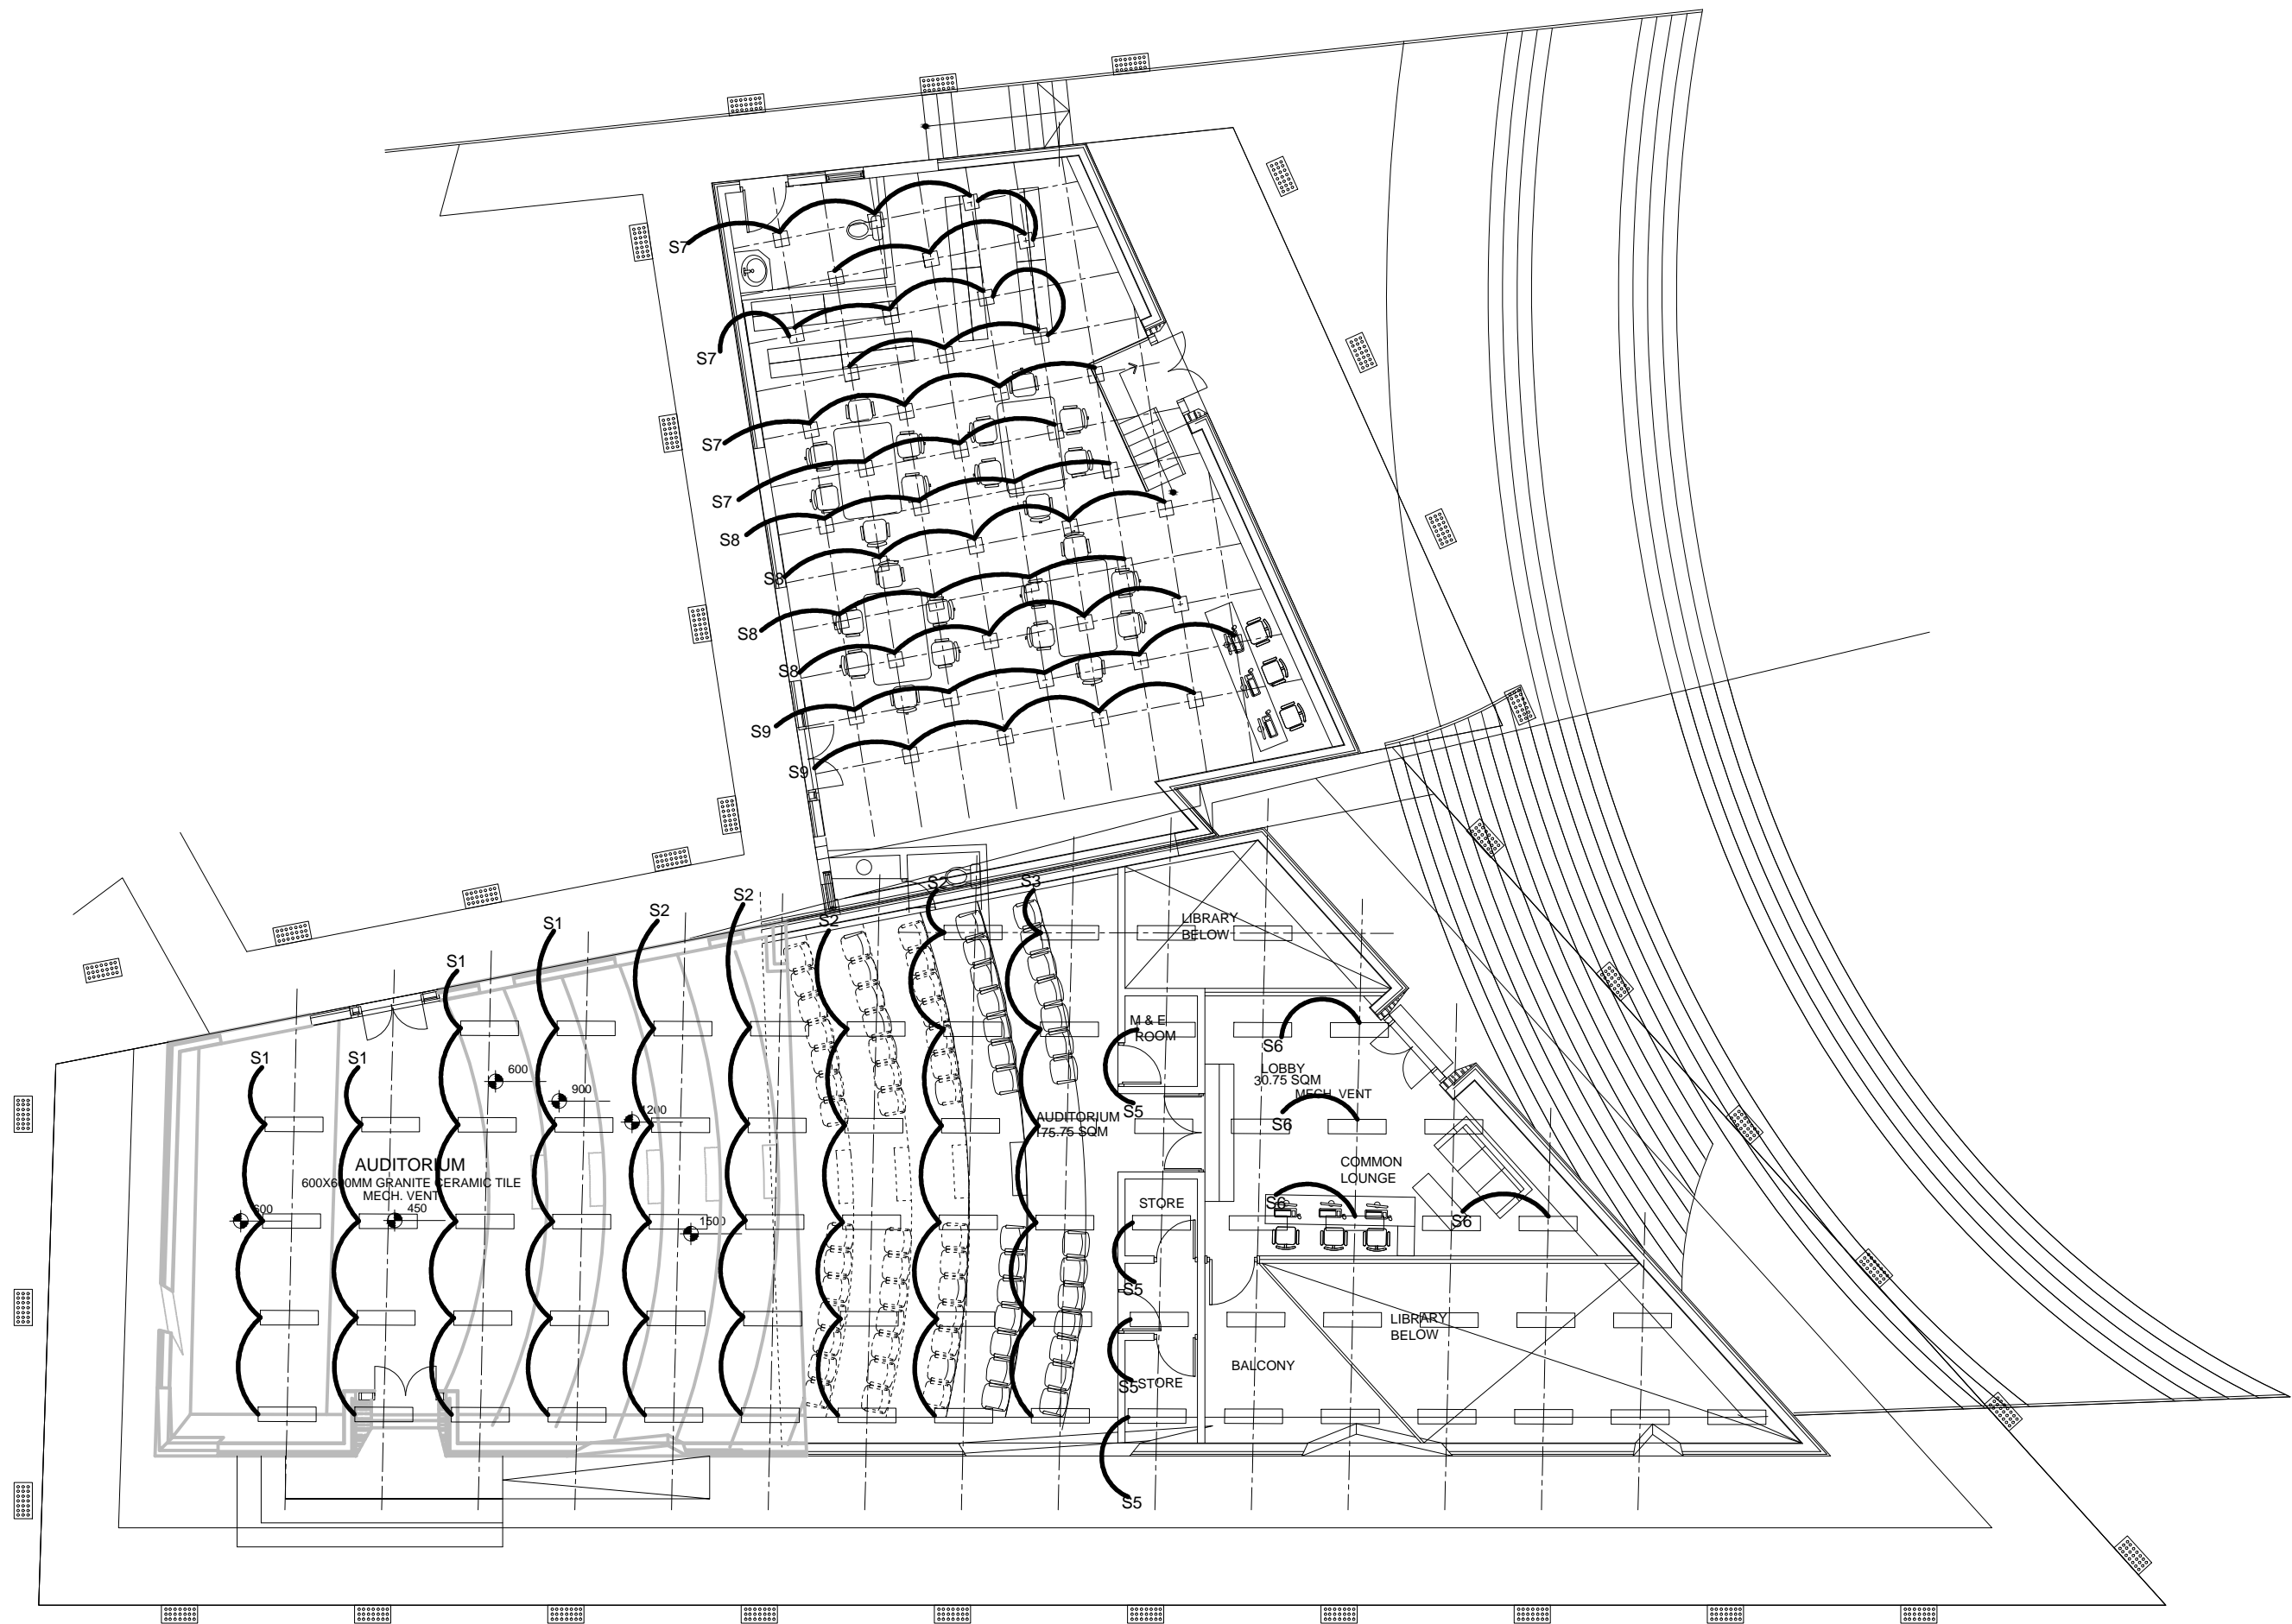 S7
S7
S7
S7
S8
S8
S8
S8
S9
S9
S2
S3
S2
S2
S2
S1
S1
S1
S1
LIBRARY
BELOW
M & E
ROOM
S6
LOBBY
30.75 SQM
MECH. VENT
600
900
1200
S5
AUDITORIUM
175.75 SQM
S6
AUDITORIUM
600X600MM GRANITE CERAMIC TILE
MECH. VENT
COMMON
LOUNGE
STORE
S6
S6
600
450
1500
S5
LIBRARY
BELOW
BALCONY
S5
STORE
S5